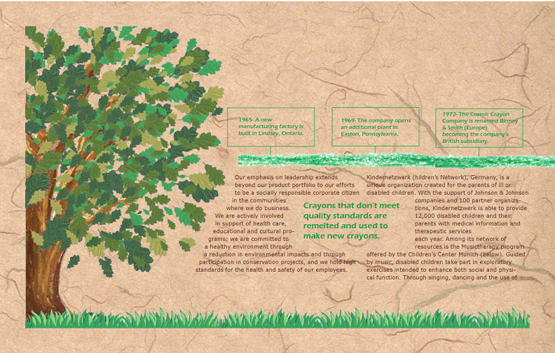 1965- A new
manufacturing factory is
built in Lindsay, Ontario.
1969- The company opens
an additional plant in
Easton, Pennsylvania.
1972- The Cosmic Crayon
Company is renamed Binney
& Smith (Europe),
becoming the company's
British subsidiary.
Our emphasis on leadership extends
beyond our product portfolio to our efforts
to be a socially responsible corporate citizen
in the communities
where we do business.
We are actively involved
in support of health care,
educational and cultural pro-
grams; we are committed to
a healthy environment through
a reduction in environmental impacts and through
participation in conservation projects, and we hold high
standards for the health and safety of our employees.
Crayons that don't meet
quality standards are
remelted and used to
make new crayons.
Kindernetzwerk (hildren's Network), Germany, is a
unique organization created for the parents of ill or
disabled children. With the support of Johnson & Johnson
companies and 100 partner organiza-
tions, Kindernetzwerk is able to provide
12,000 disabled children and their
parents with medical information and
therapeutic services
each year. Among its network of
resources is the Musictherapy program
offered by the Children's Center Munich (below). Guided
by music, disabled children take part in exploratory
exercises intended to enhance both social and physi-
cal function. Through singing, dancing and the use of